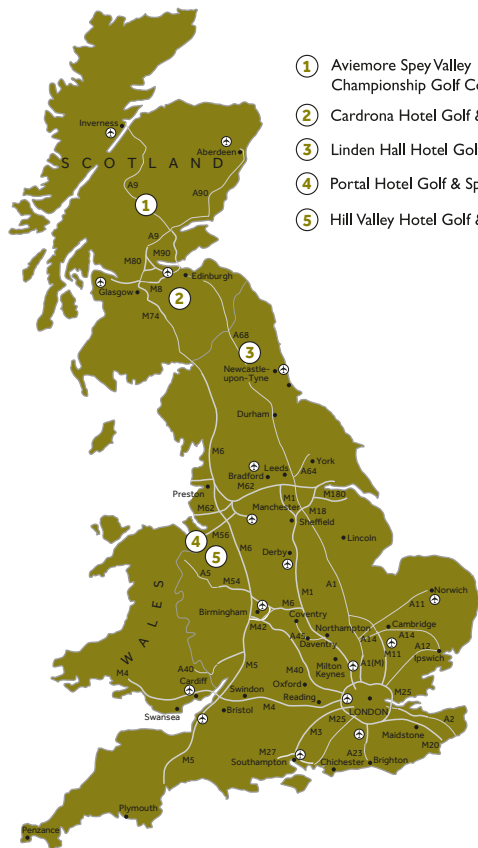 1 Aviemore Spey Valley
Championship Golf Co
2 Cardrona Hotel Golf &
3 Linden Hall Hotel Gol
4 Portal Hotel Golf & Sp
5 Hill Valley Hotel Golf &
Inverness
Aberdeen
SCOTLAND
A9
A90
1
A9
M90
M80
Edinburgh
M8
Glasgow
2
M74
A68
3
Newcastle-
upon-Tyne
Durham
M6
York
Leeds
A64
Bradford
M62
Preston
M1
M180
M62
Manchester
M18
Sheffield
M56
4
Lincoln
M6
5
Derby
A5
A1
M54
M1
WALES
Norwich
A11
Birmingham
M6
Coventry
Cambridge
M42
Northampton
A14
A14
A45
Daventry
A12
M11
Ipswich
Milton
Keynes
A1(M)
M5
A40
M40
M4
Cardiff
Oxford
Swindon
M25
Reading
LONDON
Swansea
Bristol
M4
M25
A2
M3
Maidstone
M20
M27
A23
Southampton
Chichester
Brighton
M5
Plymouth
Penzance